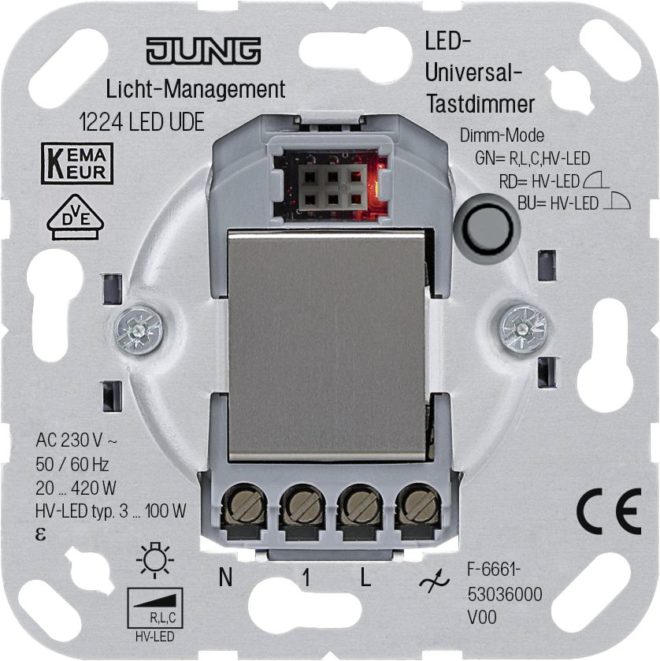 JUNG
Licht-Management
1224 LED UDE
KEMA
KEUR
VDE
LED-
Universal-
Tastdimmer
Dimm-Mode
GN= R,L,C,HV-LED
RD= HV-LED
BU= HV-LED
AC 230 V ~
50 / 60 Hz
20 ... 420W
HV-LED typ. 3 ... 100 W
ε
R,L,C
HV-LED
N 1 L
CE
F-6661-
53036000
V00